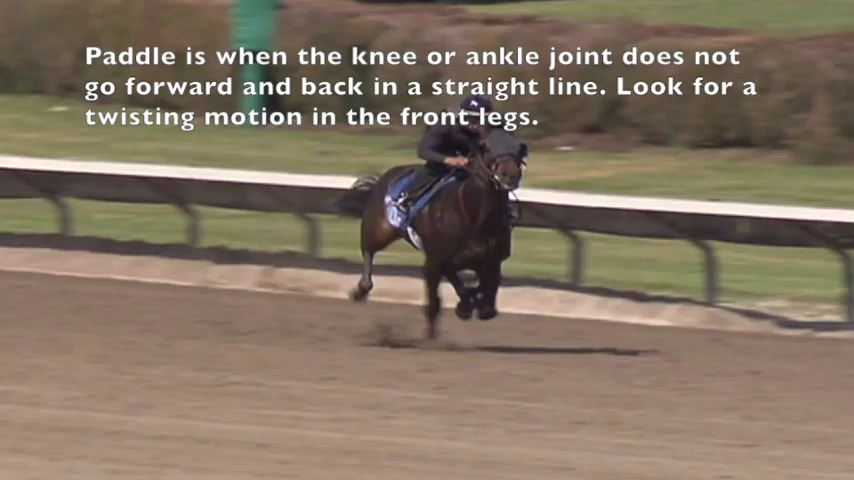 Paddle is when the knee or ankle joint does not
go forward and back in a straight line. Look for a
twisting motion in the front legs.